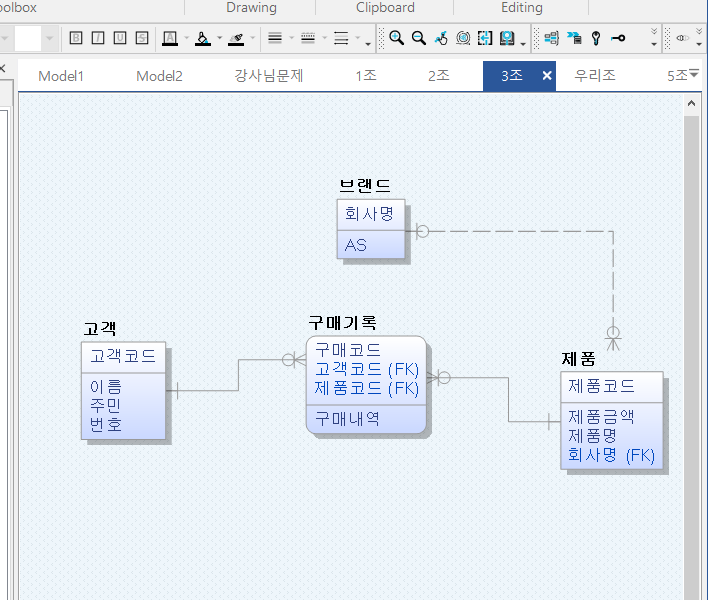 oolbox Drawing Clipboard Editing
B I U S A
Model1 Model2 강사님문제 1조 2조 3조 우리조 5조
브랜드
회사명
AS
고객
고객코드
이름
주민
번호
구매기록
구매코드
고객코드 (FK)
제품코드 (FK)
구매내역
제품
제품코드
제품금액
제품명
회사명 (FK)